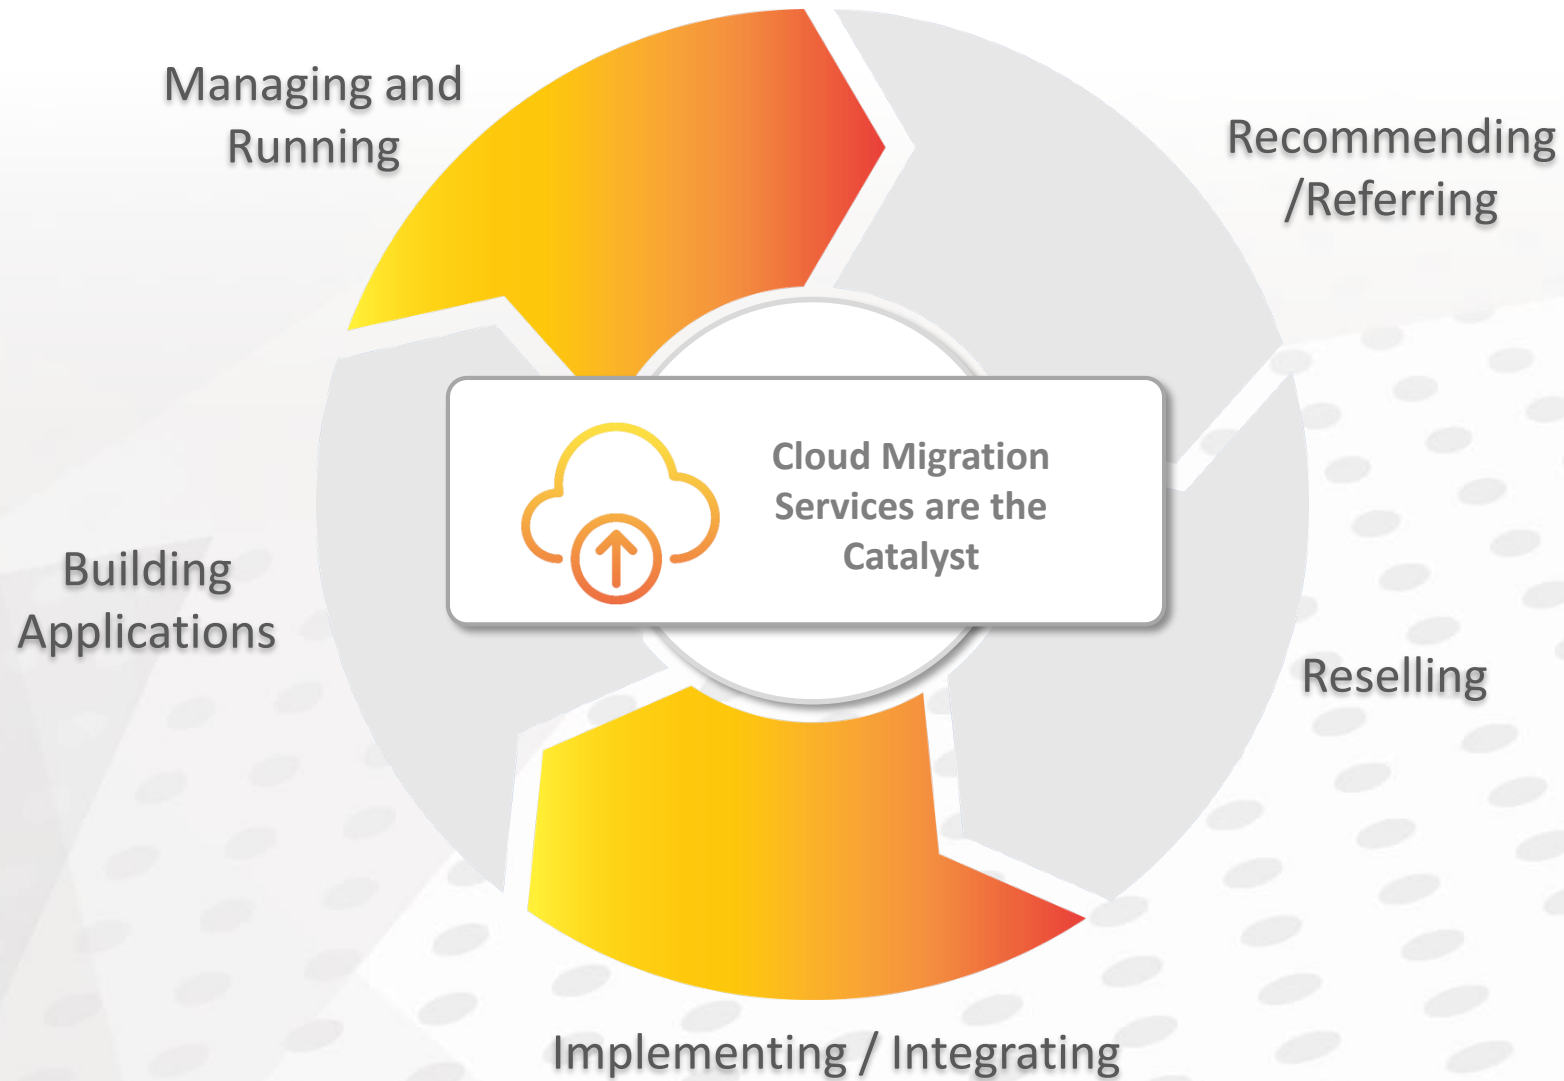 Managing and
Running
Recommending
/Referring
Cloud Migration
Services are the
Catalyst
Building
Applications
Reselling
Implementing / Integrating